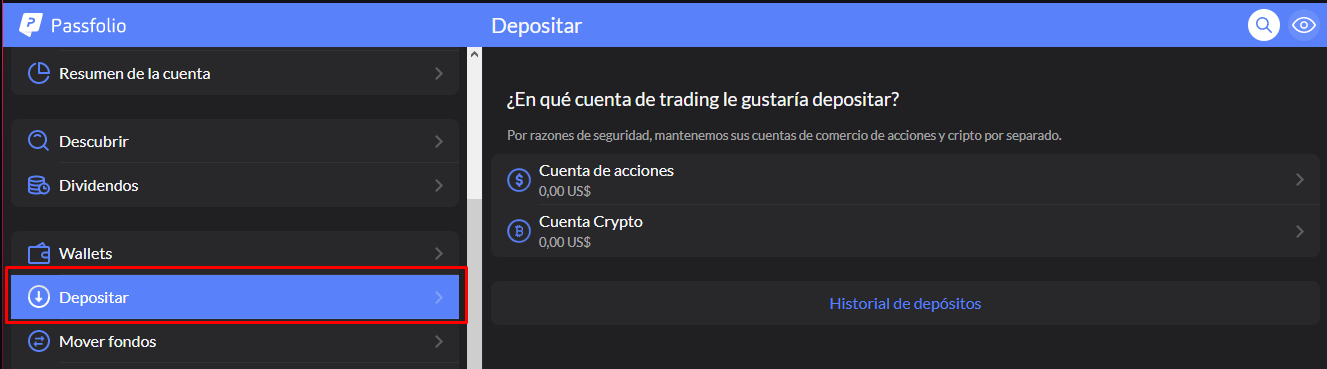 Passfolio
Depositar
Resumen de la cuenta
Descubrir
Dividendos
Wallets
Depositar
Mover fondos
¿En qué cuenta de trading le gustaría depositar?
Por razones de seguridad, mantenemos sus cuentas de comercio de acciones y cripto por separado.
Cuenta de acciones
0,00 US$
Cuenta Crypto
0,00 US$
Historial de depósitos